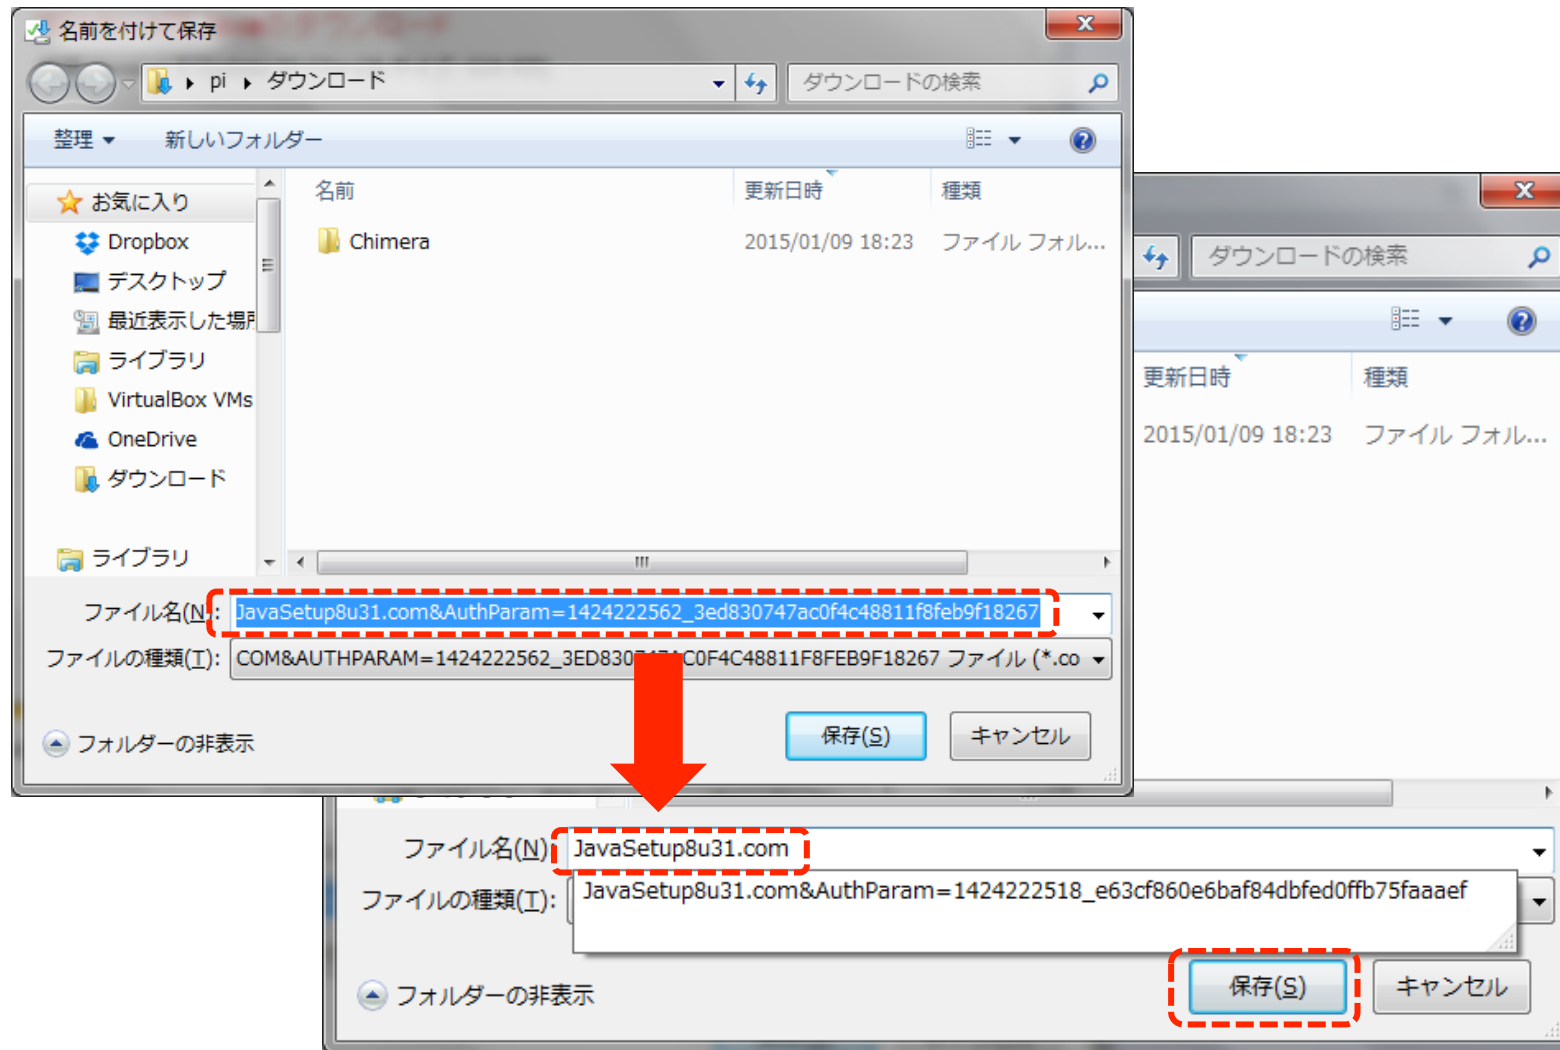 名前を付けて保存
pi ダウンロード
ダウンロードの検索
整理 新しいフォルダー
名前 更新日時 種類
お気に入り
Dropbox
デスクトップ
最近表示した場所
ライブラリ
VirtualBox VMs
OneDrive
ダウンロード
ライブラリ
Chimera 2015/01/09 18:23 ファイル フォル...
ファイル名(N): JavaSetup8u31.com&AuthParam=1424222562_3ed830747ac0f4c48811f8feb9f18267
ファイルの種類(T): COM&AUTHPARAM=1424222562_3ED830747AC0F4C48811F8FEB9F18267 ファイル (*.co
フォルダーの非表示
保存(S) キャンセル
ダウンロードの検索
更新日時 種類
2015/01/09 18:23 ファイル フォル...
ファイル名(N): JavaSetup8u31.com
ファイルの種類(T):
JavaSetup8u31.com&AuthParam=1424222518_e63cf860e6baf84dbfed0ffb75faaaef
フォルダーの非表示
保存(S) キャンセル